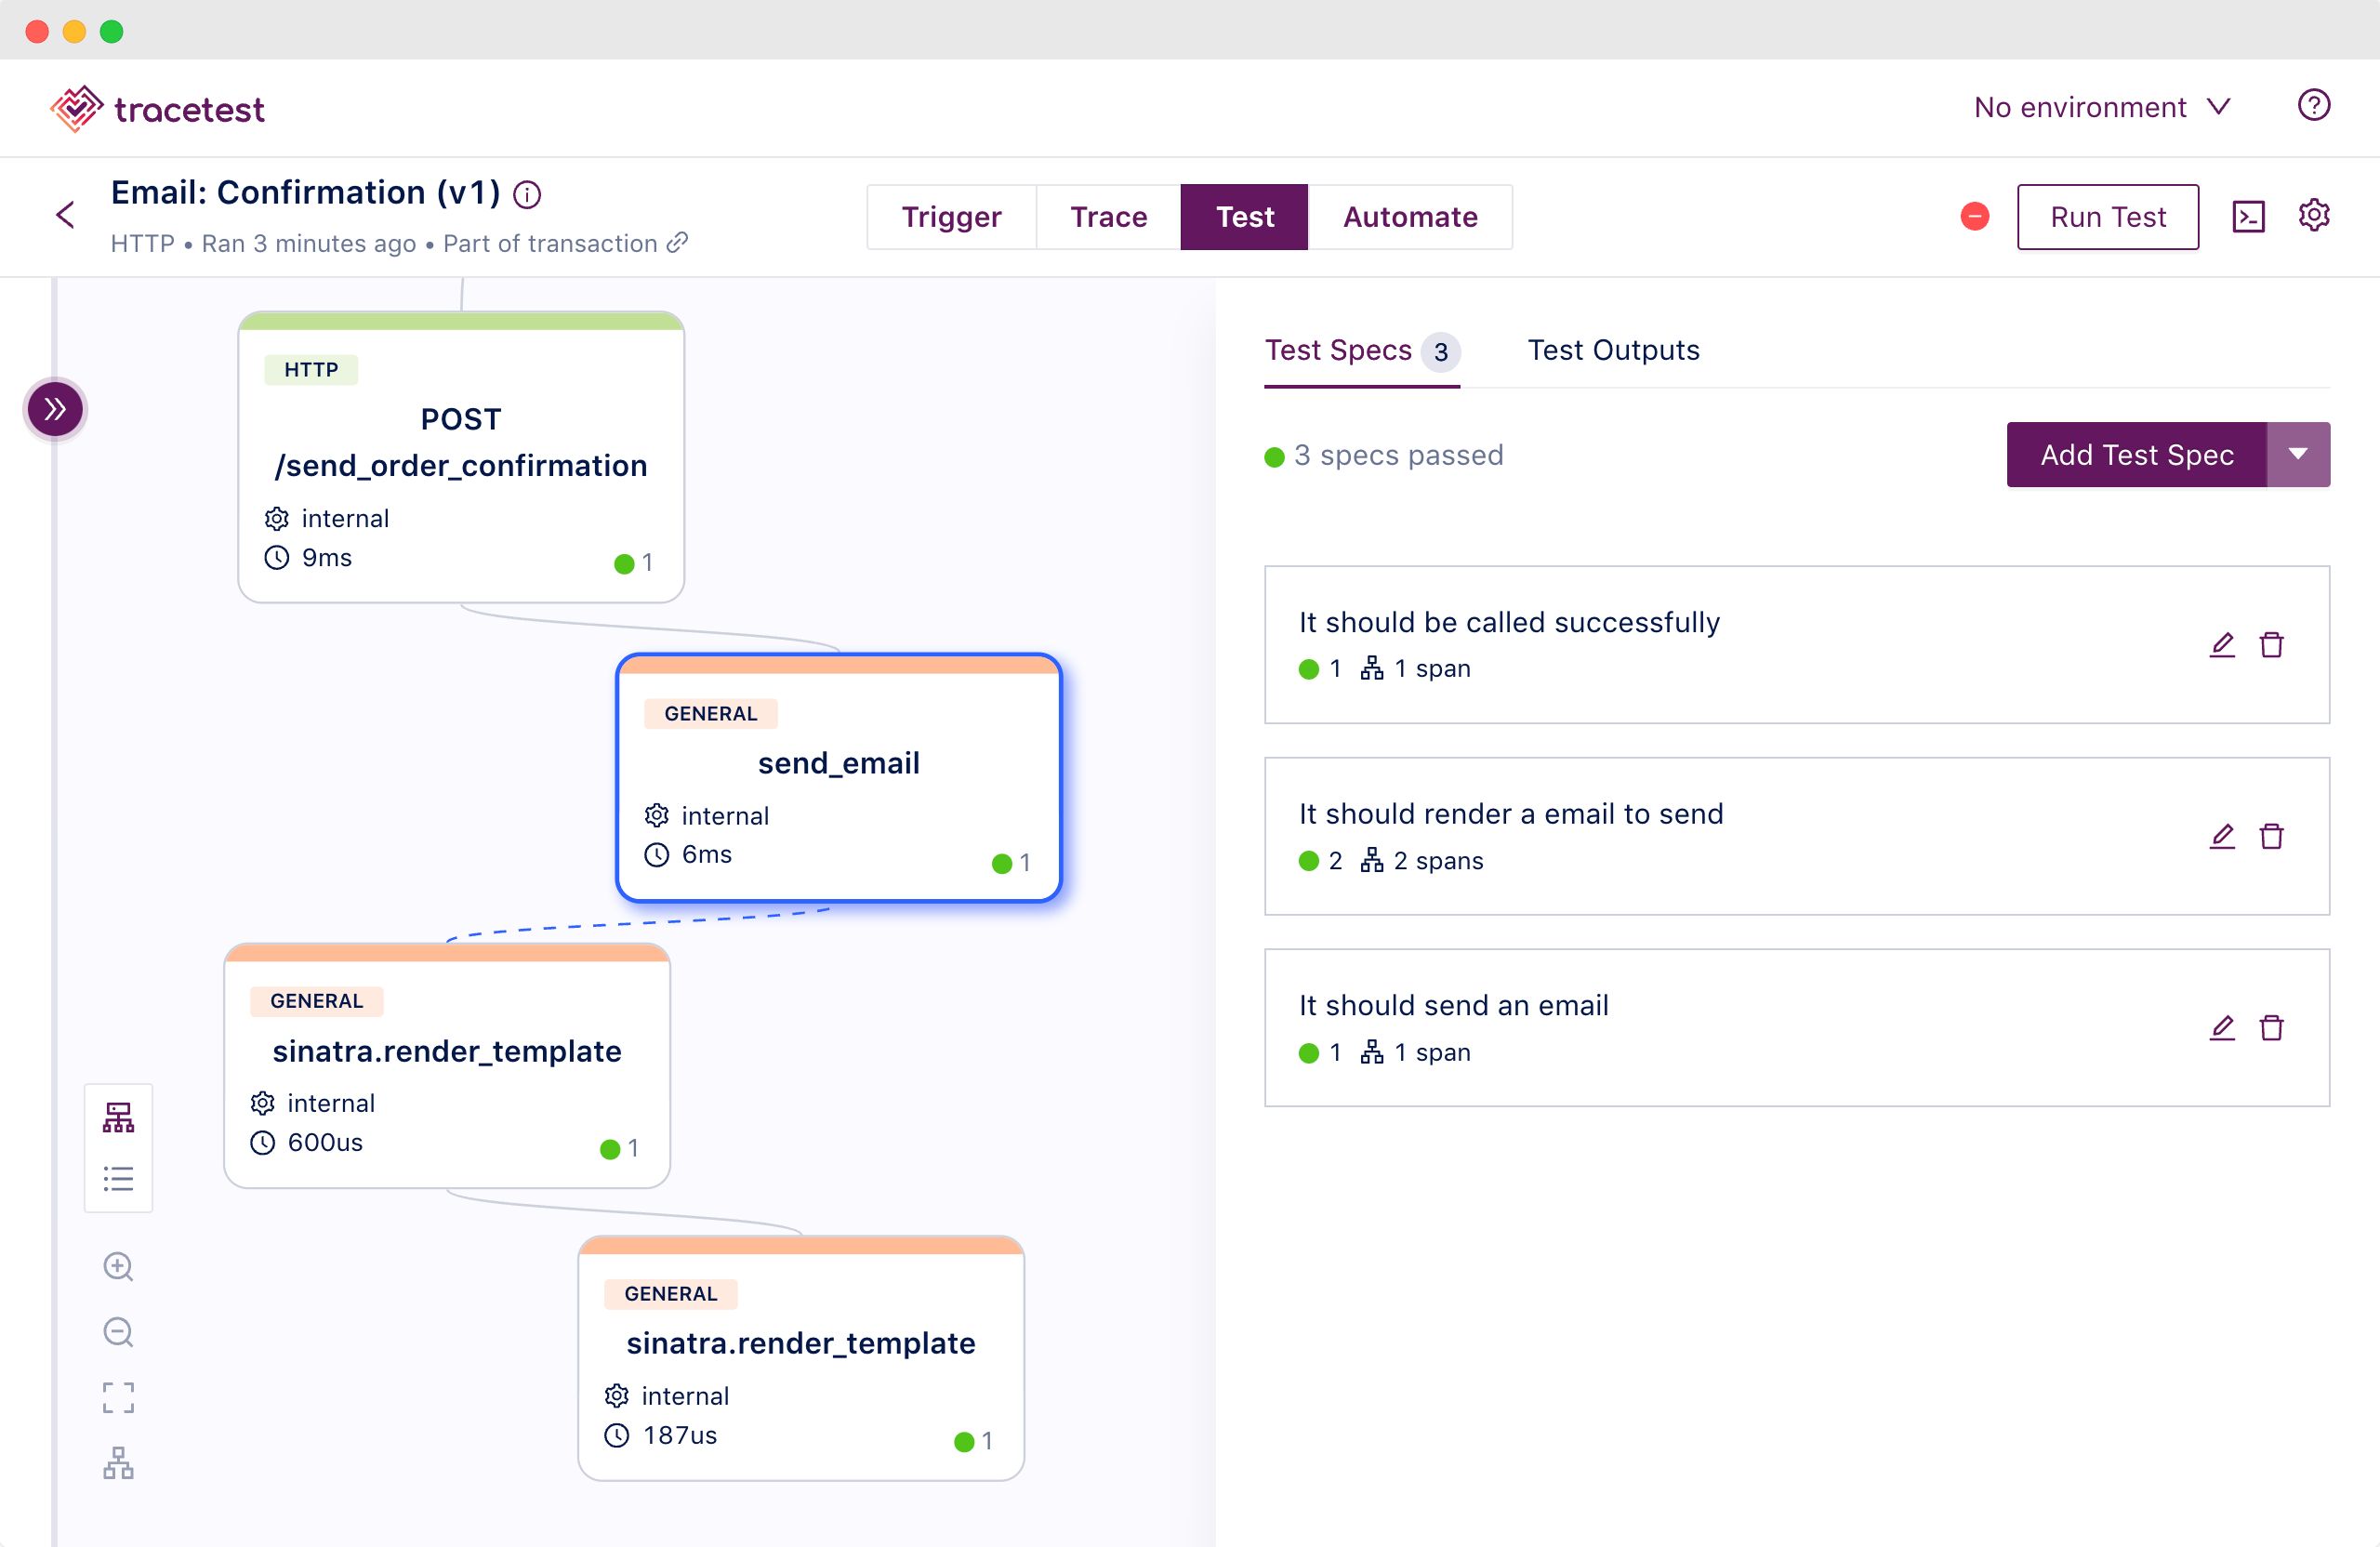 tracetest
No environment
Email: Confirmation (v1)
HTTP • Ran 3 minutes ago • Part of transaction
Trigger
Trace
Test
Automate
Run Test
HTTP
POST
/send_order_confirmation
internal
9ms
1
GENERAL
send_email
internal
6ms
1
GENERAL
sinatra.render_template
internal
600us
1
GENERAL
sinatra.render_template
internal
187us
1
Test Specs 3
Test Outputs
3 specs passed
Add Test Spec
It should be called successfully
1 1 span
It should render a email to send
2 2 spans
It should send an email
1 1 span